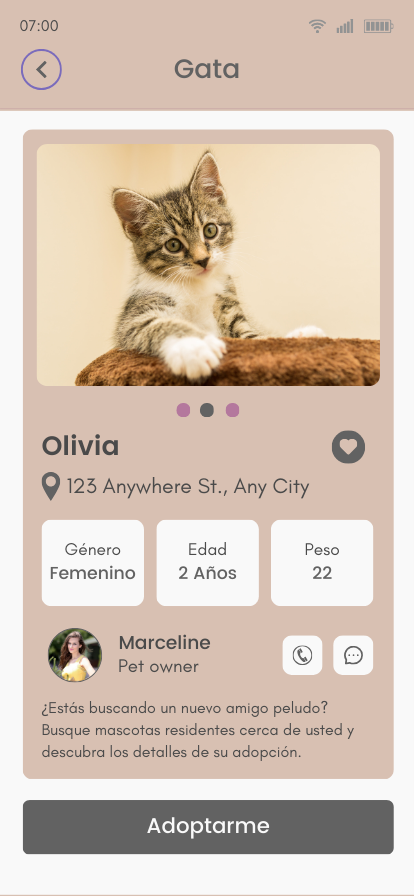 07:00
Gata
Olivia
123 Anywhere St., Any City
Género
Femenino
Edad
2 Años
Peso
22
Marceline
Pet owner
¿Estás buscando un nuevo amigo peludo?
Busque mascotas residentes cerca de usted y
descubra los detalles de su adopción.
Adoptarme